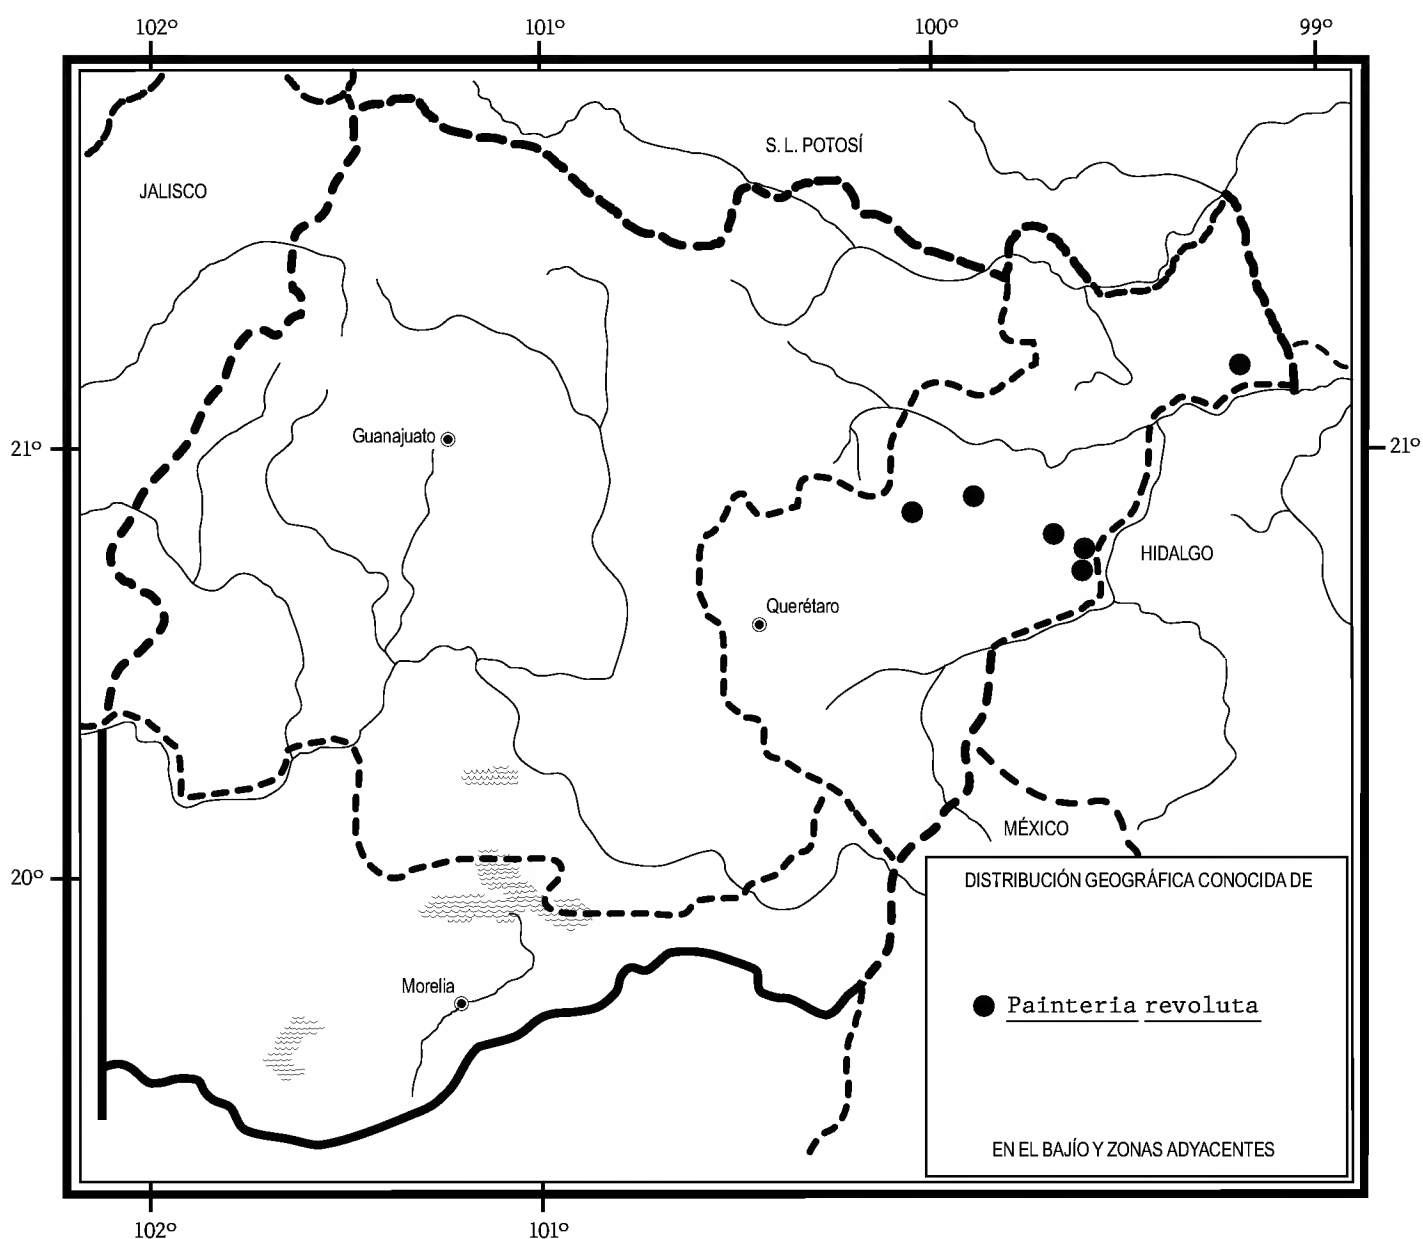 102º 101º 100º 99º
S. L. POTOSÍ
JALISCO
Guanajuato
21º 21º
HIDALGO
Querétaro
MÉXICO
20º
DISTRIBUCIÓN GEOGRÁFICA CONOCIDA DE
Morelia
Painteria revoluta
EN EL BAJÍO Y ZONAS ADYACENTES
102º 101º